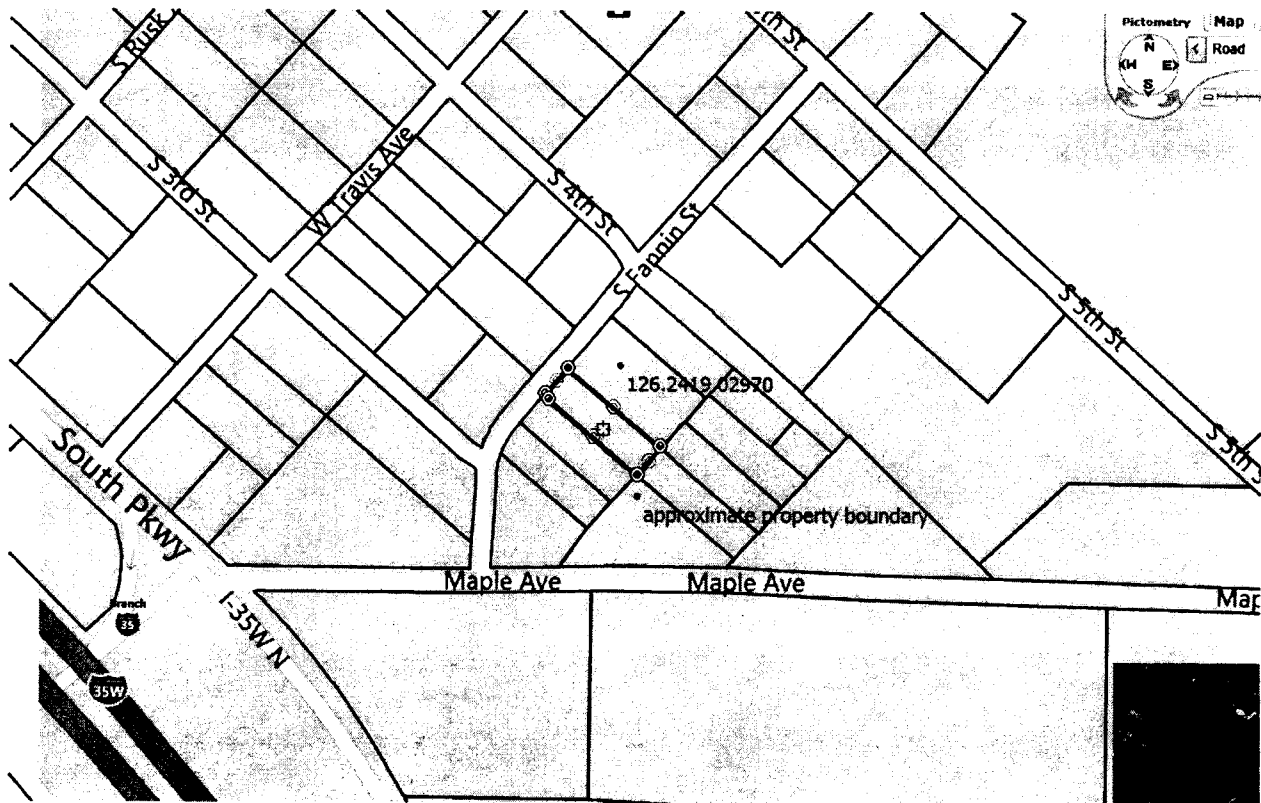 Pictometry
Map
N
Road
W E
S
S Rusk
th St
S 3rd St
W Travis Ave
S 4th St
S Fannin St
S 5th St
126.2419.02970
S 5th S
South Pkwy
approximate property boundary
Maple Ave
Maple Ave
Map
I-35W N
35
35W